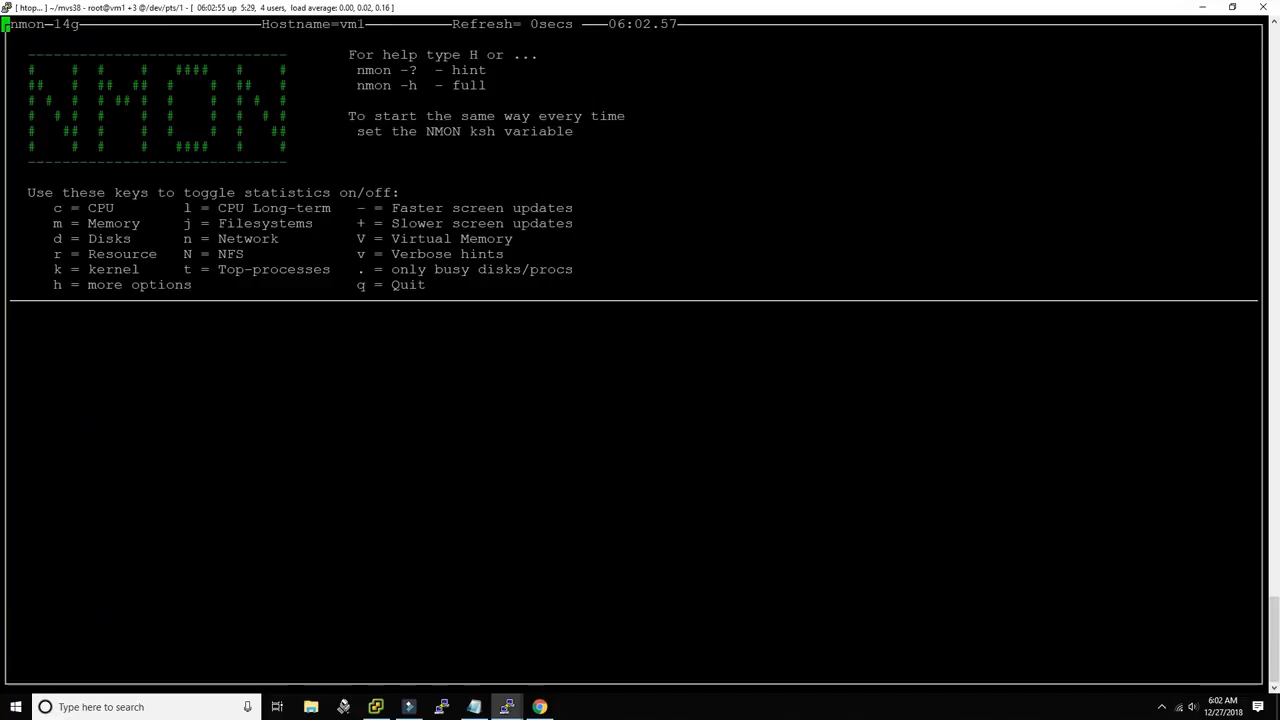 [ htop... ] ~/mvs38 - root@vm1 +3 @/dev/pts/1 - [ 06:02:55 up 5:29, 4 users, load average: 0.00, 0.02, 0.16 ]
nmon-14g Hostname=vm1 Refresh= 0secs 06:02.57
For help type H or ...
nmon -? - hint
nmon -h - full
To start the same way every time
set the NMON ksh variable
Use these keys to toggle statistics on/off:
c = CPU l = CPU Long-term - = Faster screen updates
m = Memory j = Filesystems + = Slower screen updates
d = Disks n = Network V = Virtual Memory
r = Resource N = NFS v = Verbose hints
k = kernel t = Top-processes . = only busy disks/procs
h = more options q = Quit
Type here to search
6:02 AM
12/27/2018